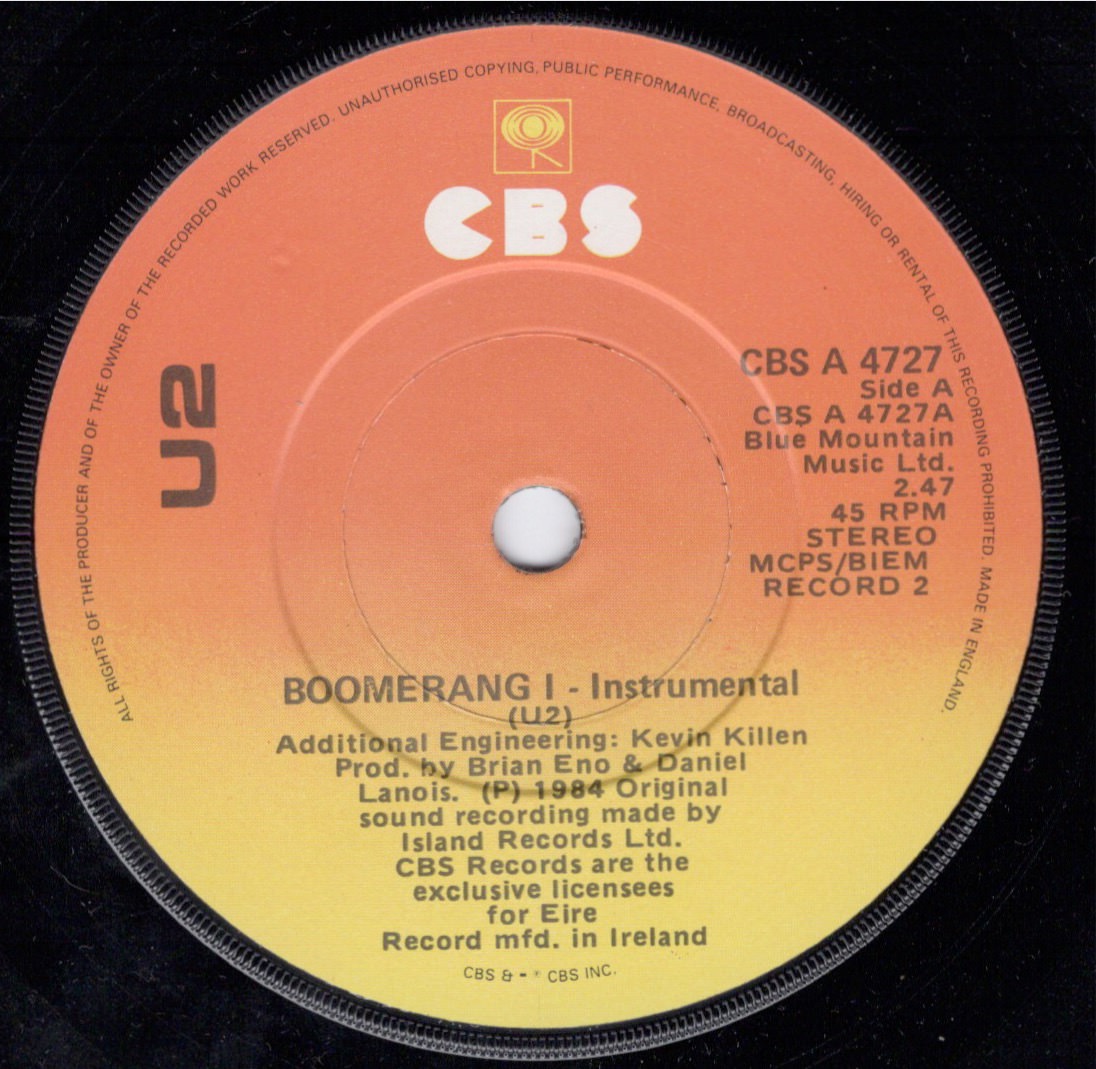 ALL RIGHTS OF THE PRODUCER AND OF THE OWNER OF THE RECORDED WORK RESERVED. UNAUTHORISED COPYING, PUBLIC PERFORMANCE, BROADCASTING, HIRING OR RENTAL OF THIS RECORDING PROHIBITED. MADE IN ENGLAND.
CBS
U2
CBS A 4727
Side A
CBS A 4727A
Blue Mountain
Music Ltd.
2.47
45 RPM
STEREO
MCPS/BIEM
RECORD 2
BOOMERANG I - Instrumental
(U2)
Additional Engineering: Kevin Killen
Prod. by Brian Eno & Daniel
Lanois. (P) 1984 Original
sound recording made by
Island Records Ltd.
CBS Records are the
exclusive licensees
for Eire
Record mfd. in Ireland
CBS & - ® CBS INC.